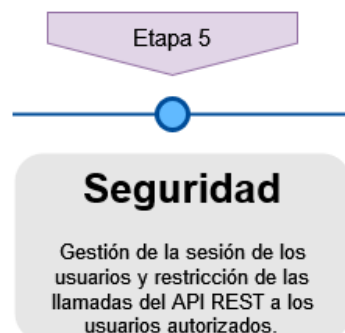 Etapa 5
Seguridad
Gestión de la sesión de los
usuarios y restricción de las
llamadas del API REST a los
usuarios autorizados.